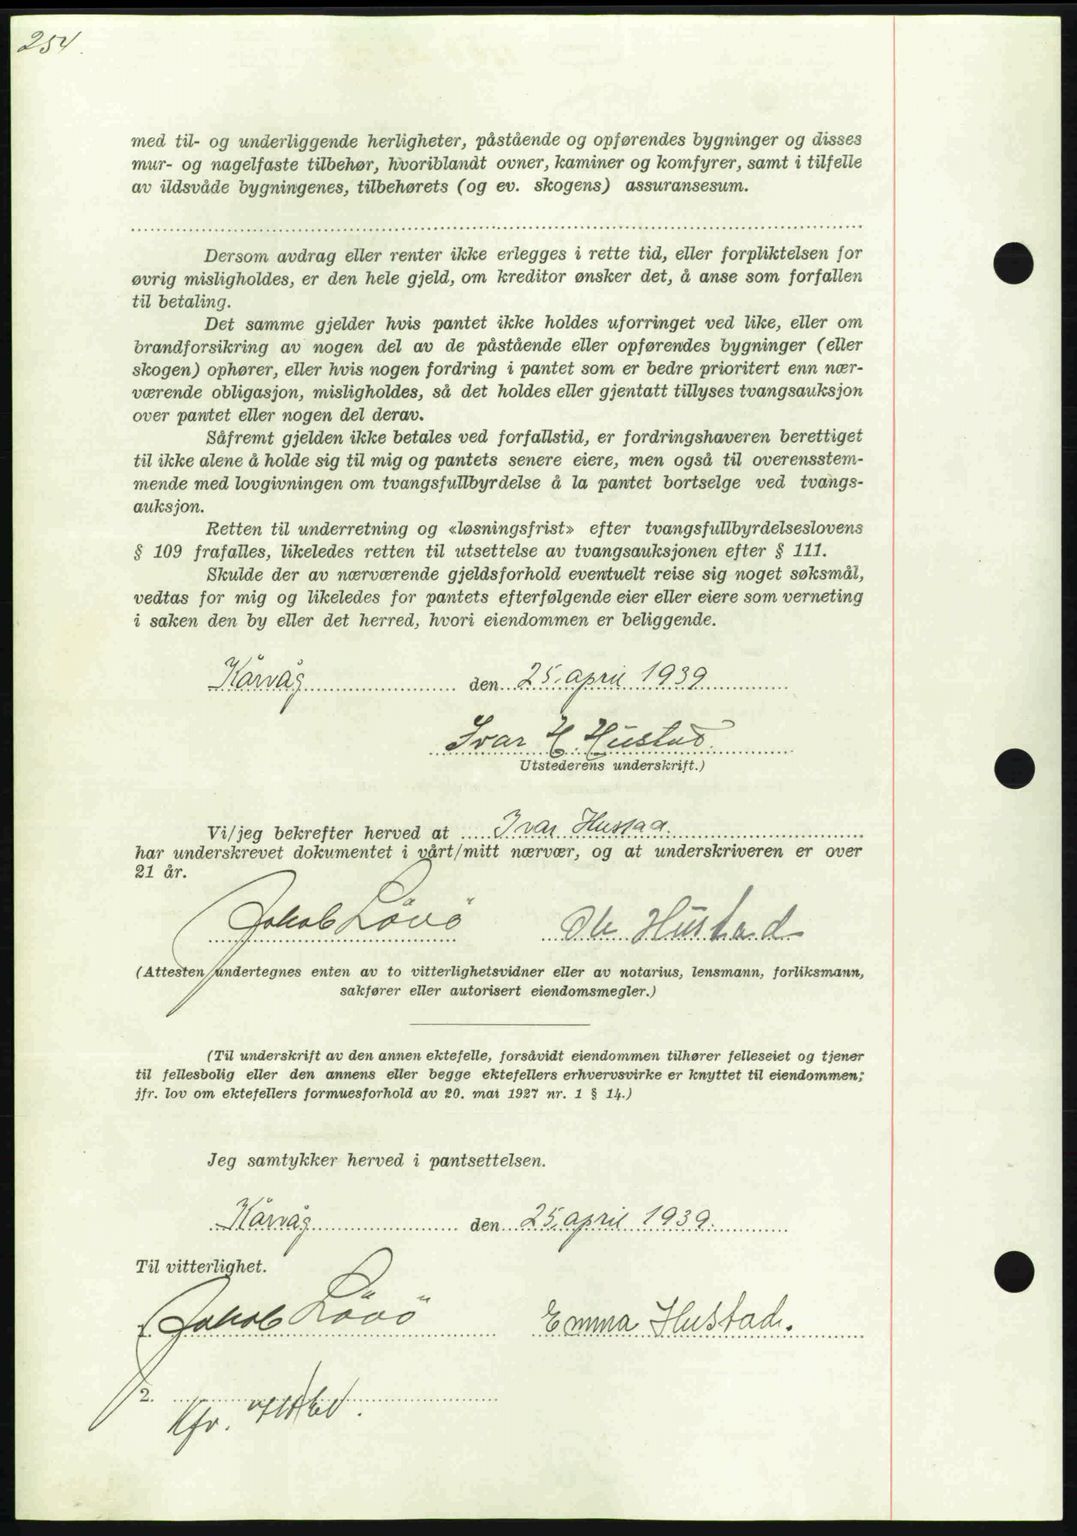 254.
med til- og underliggende herligheter, påstående og opførendes bygninger og disses
mur- og nagelfaste tilbehør, hvoriblandt ovner, kaminer og komfyrer, samt i tilfelle
av ildsvåde bygningenes, tilbehørets (og ev. skogens) assuransesum.
Dersom avdrag eller renter ikke erlegges i rette tid, eller forpliktelsen for
øvrig misligholdes, er den hele gjeld, om kreditor ønsker det, å anse som forfallen
til betaling.
Det samme gjelder hvis pantet ikke holdes uforringet ved like, eller om
brandforsikring av nogen del av de påstående eller opførendes bygninger (eller
skogen) ophører, eller hvis nogen fordring i pantet som er bedre prioritert enn nær-
værende obligasjon, misligholdes, så det holdes eller gjentatt tillyses tvangsauksjon
over pantet eller nogen del derav.
Såfremt gjelden ikke betales ved forfallstid, er fordringshaveren berettiget
til ikke alene å holde sig til mig og pantets senere eiere, men også til overensstem-
mende med lovgivningen om tvangsfullbyrdelse å la pantet bortselge ved tvangs-
auksjon.
Retten til underretning og «løsningsfrist» efter tvangsfullbyrdelseslovens
§ 109 frafalles, likeledes retten til utsettelse av tvangsauksjonen efter § 111.
Skulde der av nærværende gjeldsforhold eventuelt reise sig noget søksmål,
vedtas for mig og likeledes for pantets efterfølgende eier eller eiere som verneting
i saken den by eller det herred, hvori eiendommen er beliggende.
Kårvåg den 25. april 1939
Ivar H. Hustad.
Utstederens underskrift.)
Vi/jeg bekrefter herved at Ivar Hustad.
har underskrevet dokumentet i vårt/mitt nærvær, og at underskriveren er over
21 år.
Jakob Lövö Ole Hustad
(Attesten undertegnes enten av to vitterlighetsvidner eller av notarius, lensmann, forliksmann,
sakfører eller autorisert eiendomsmegler.)
(Til underskrift av den annen ektefelle, forsåvidt eiendommen tilhører felleseiet og tjener
til fellesbolig eller den annens eller begge ektefellers erhvervsvirke er knyttet til eiendommen;
jfr. lov om ektefellers formuesforhold av 20. mai 1927 nr. 1 § 14.)
Jeg samtykker herved i pantsettelsen.
Kårvåg den 25. april 1939.
Til vitterlighet.
1. Jakob Lövö Emma Hustad.
2.
Kfr.